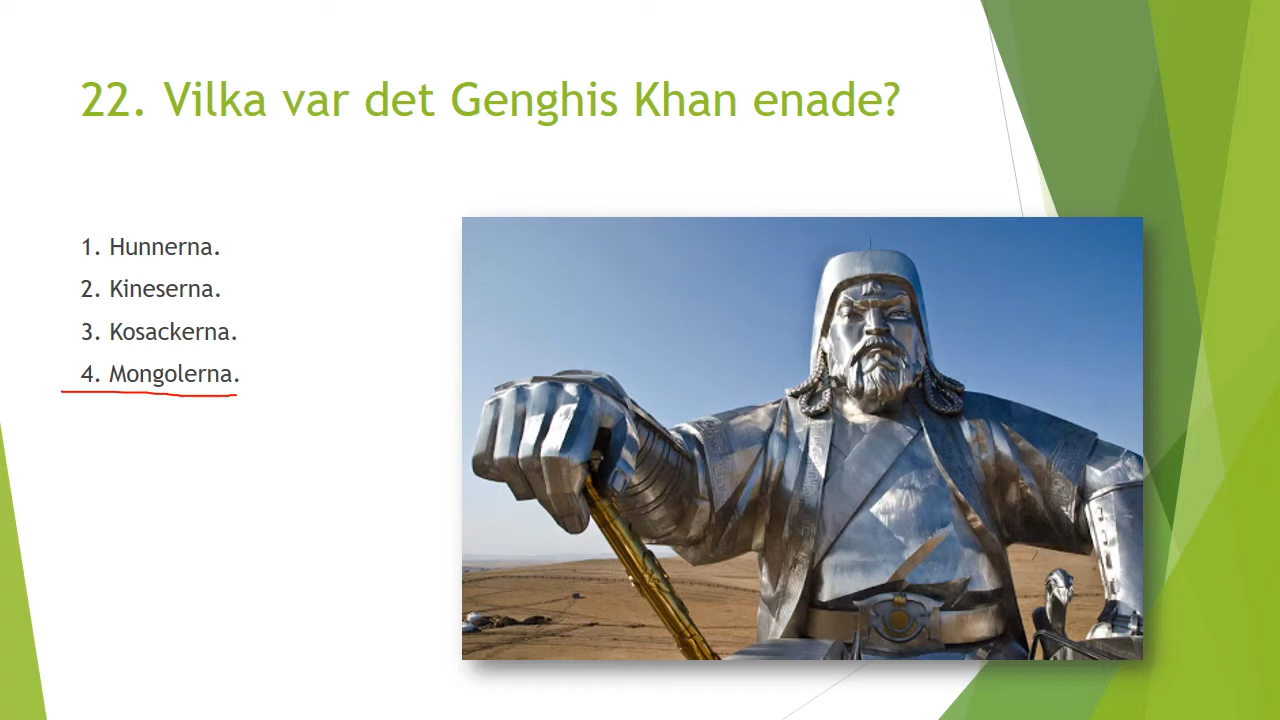 22. Vilka var det Genghis Khan enade?
1. Hunnerna.
2. Kineserna.
3. Kosackerna.
4. Mongolerna.